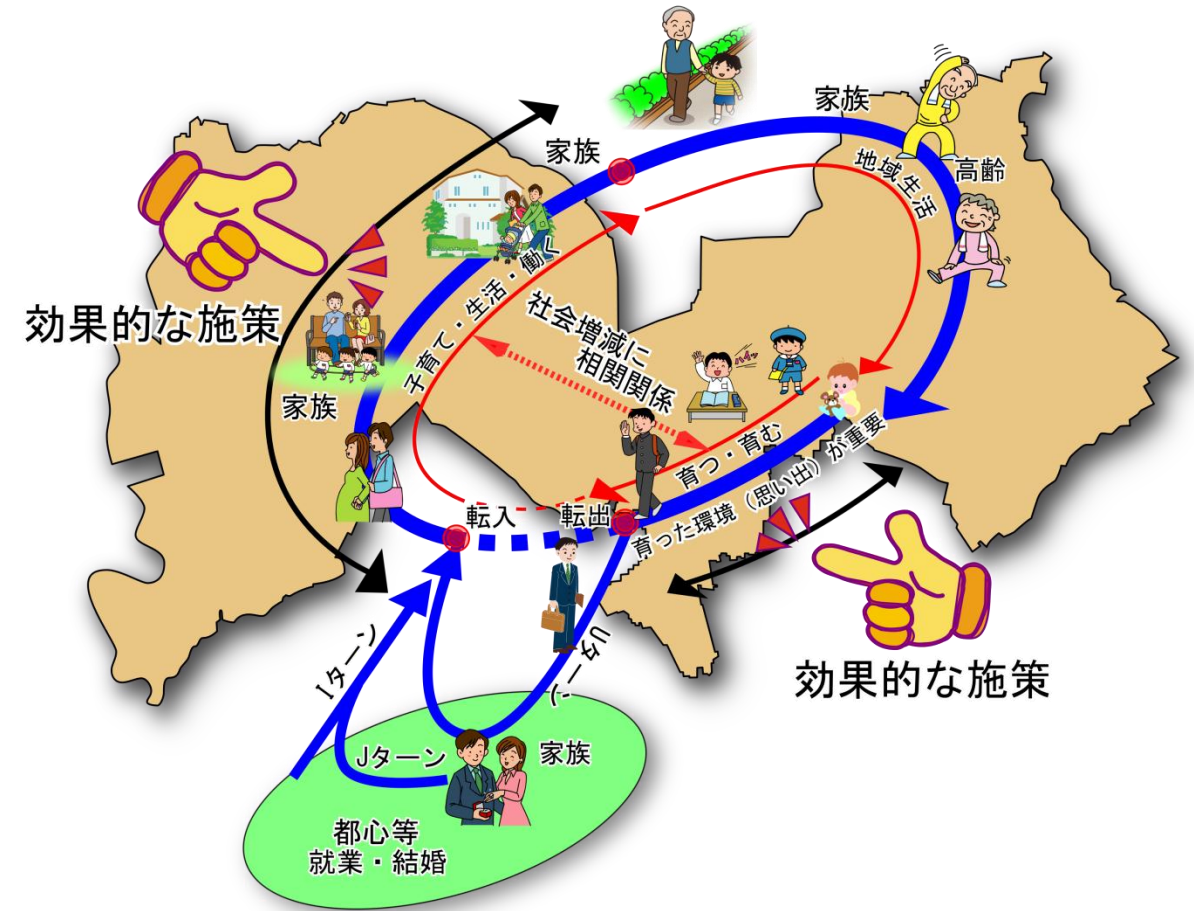 家族
家族
高齢
地域生活
効果的な施策
子育て・生活・働く
社会増減に
相関関係
ハイッ
家族
育つ・育む
育った環境（思い出）が重要
転入
転出
効果的な施策
Iターン
Uターン
Jターン
家族
都心等
就業・結婚